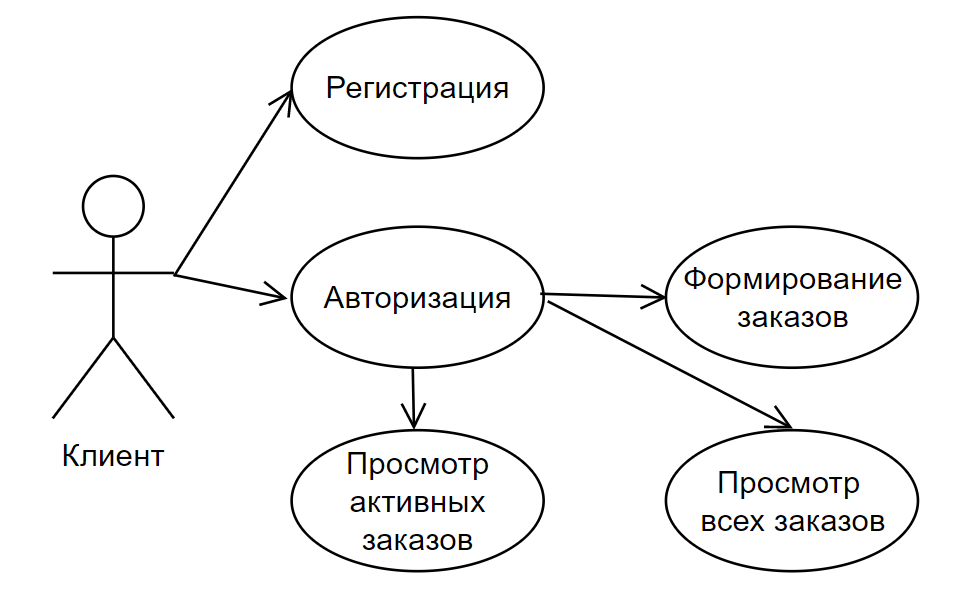 Регистрация
Авторизация
Формирование
заказов
Клиент
Просмотр
активных
заказов
Просмотр
всех заказов